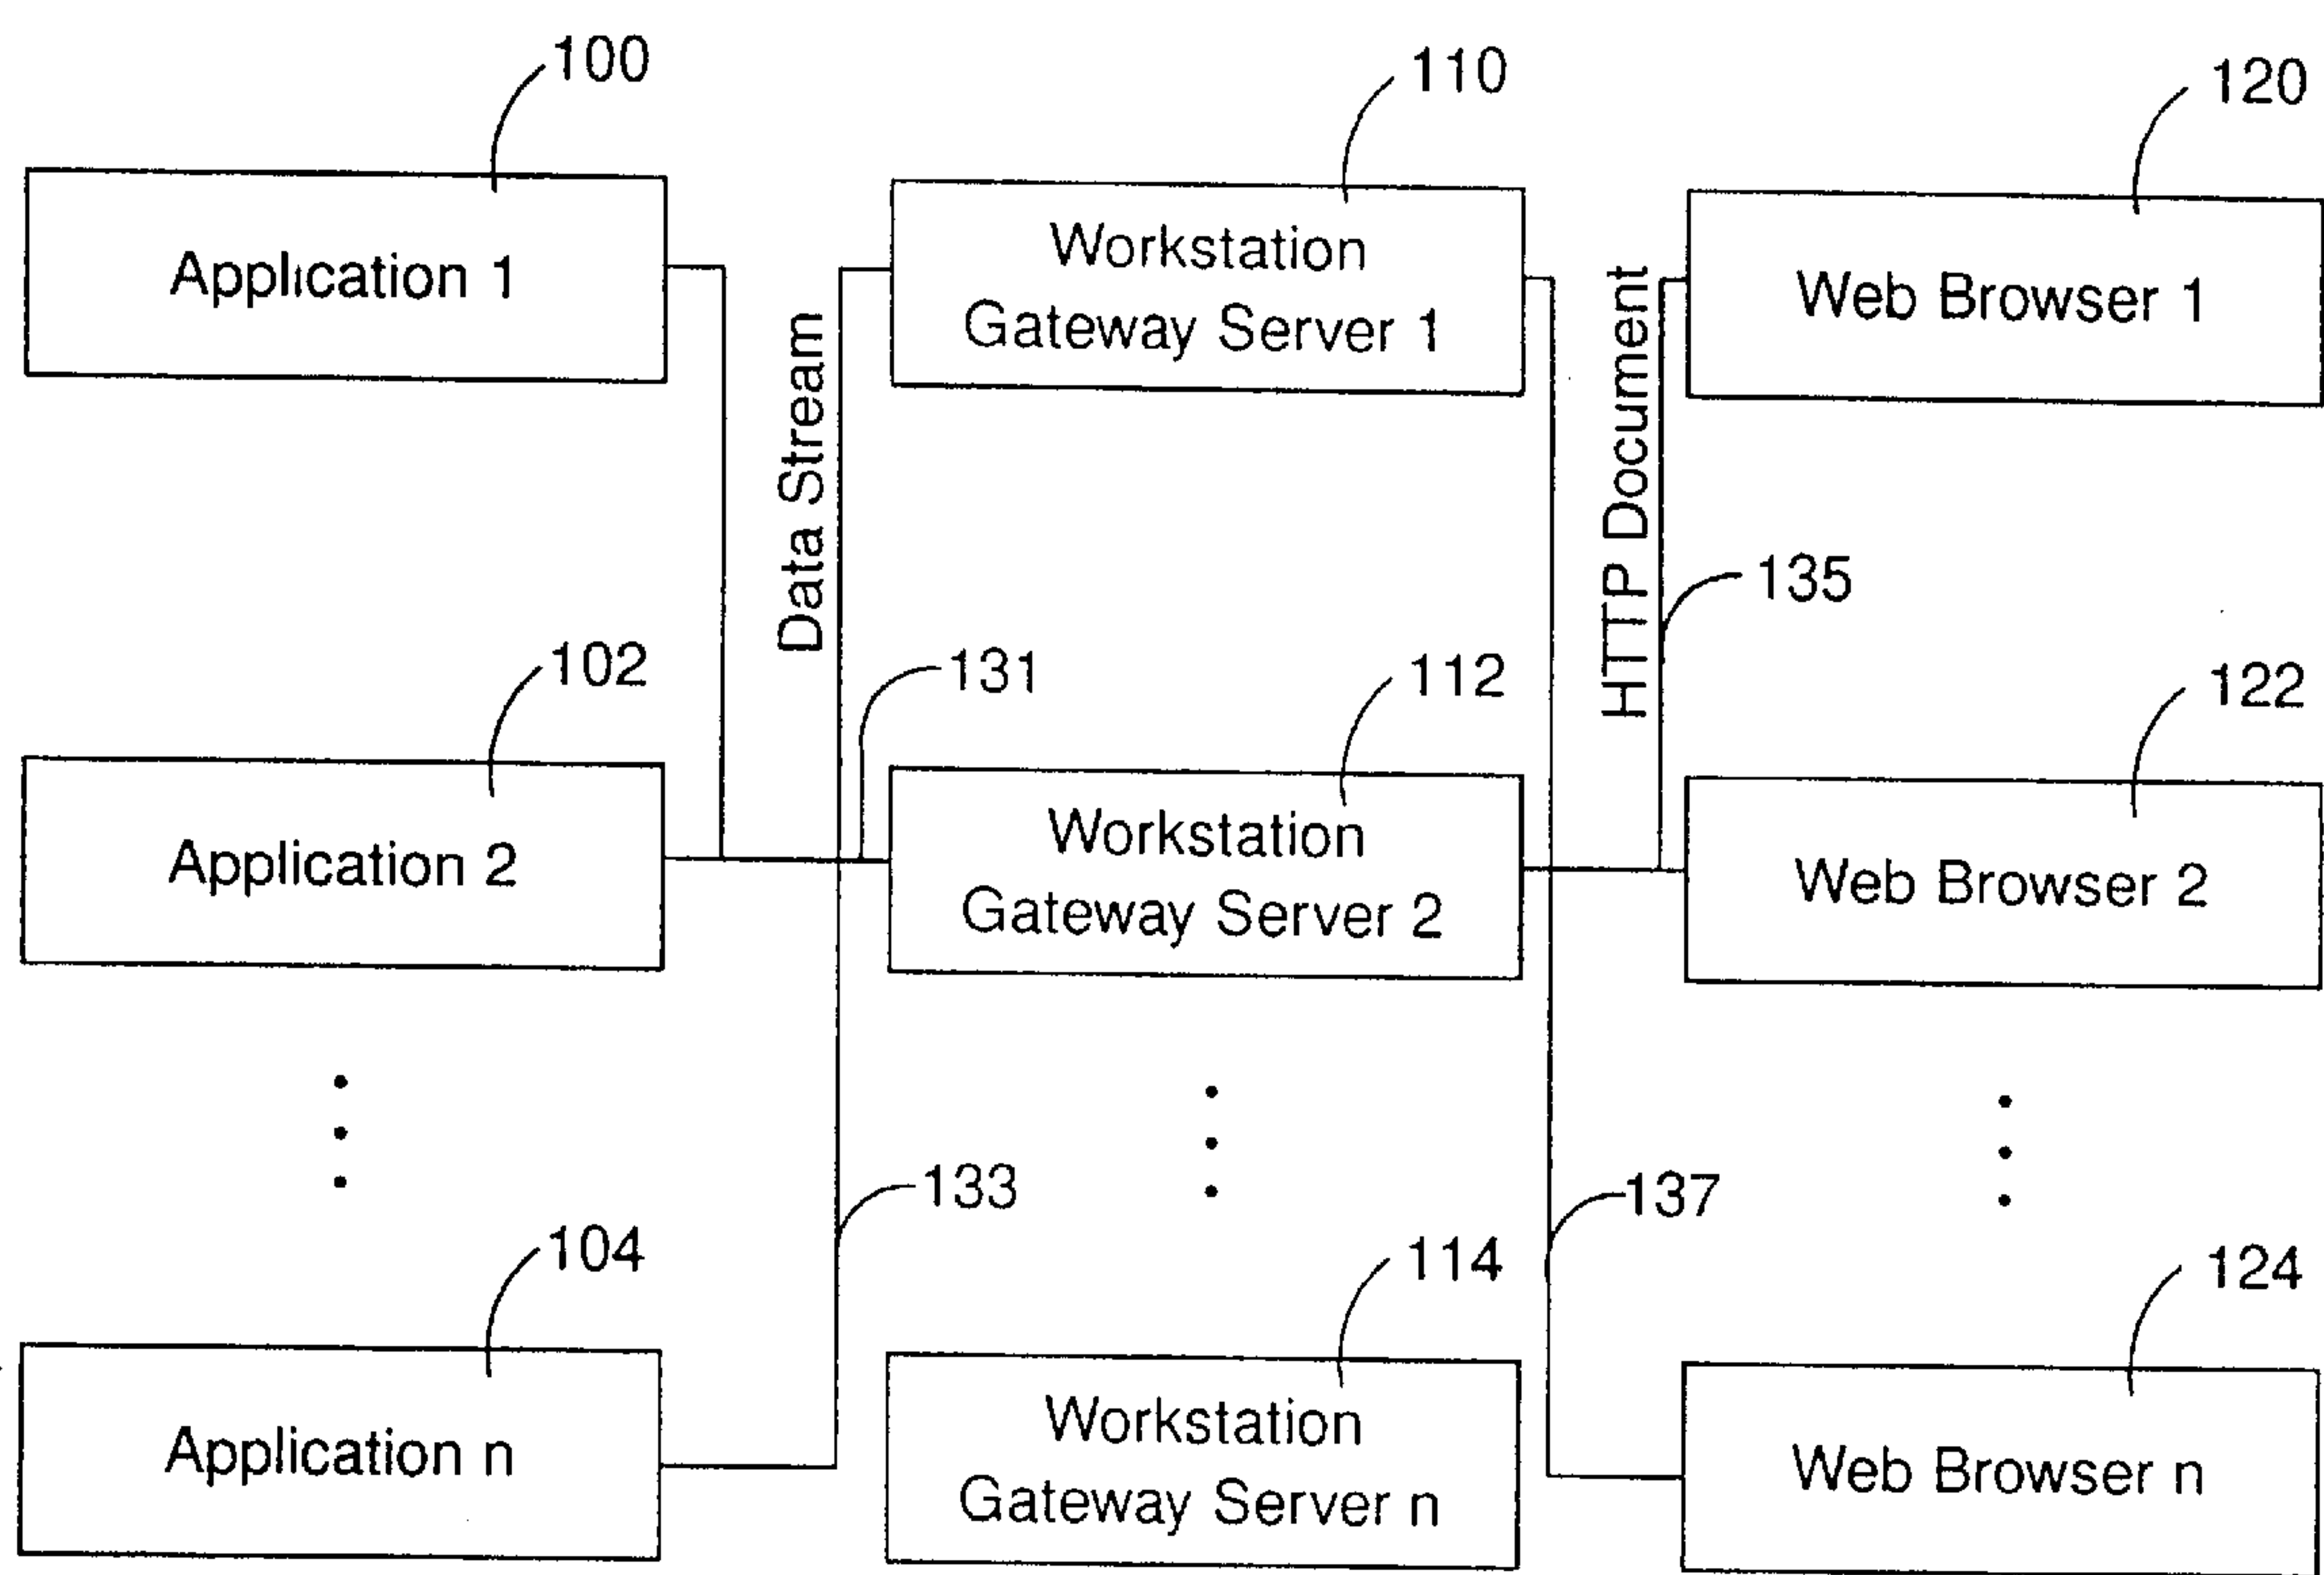 100
110
120
Application 1
Workstation
Gateway Server 1
Web Browser 1
Data Stream
HTTP Document
135
102
131
112
122
Application 2
Workstation
Gateway Server 2
Web Browser 2
133
137
104
114
124
Application n
Workstation
Gateway Server n
Web Browser n